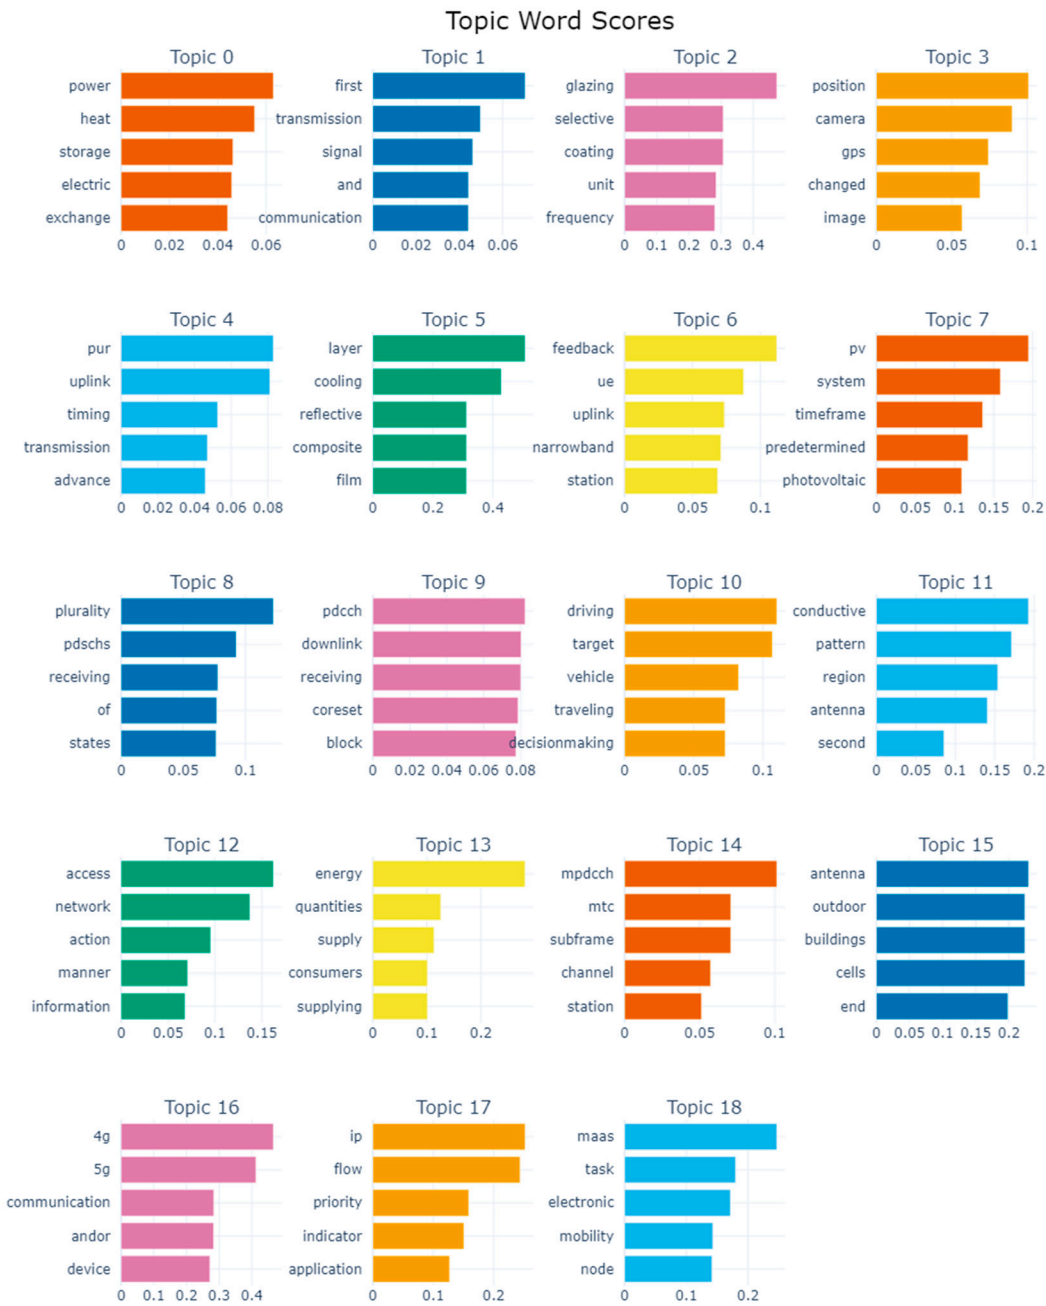 Topic Word Scores
Topic 0 Topic 1 Topic 2 Topic 3
power first glazing position
heat transmission selective camera
storage signal coating gps
electric and unit changed
exchange communication frequency image
0 0.02 0.04 0.06 0 0.02 0.04 0.06 0 0.1 0.2 0.3 0.4 0 0.05 0.1
Topic 4 Topic 5 Topic 6 Topic 7
pur layer feedback pv
uplink cooling ue system
timing reflective uplink timeframe
transmission composite narrowband predetermined
advance film station photovoltaic
0 0.02 0.04 0.06 0.08 0 0.2 0.4 0 0.05 0.1 0 0.05 0.1 0.15 0.2
Topic 8 Topic 9 Topic 10 Topic 11
plurality pdcch driving conductive
pdschs downlink target pattern
receiving receiving vehicle region
of coreset traveling antenna
states block decisionmaking second
0 0.05 0.1 0 0.02 0.04 0.06 0.08 0 0.05 0.1 0 0.05 0.1 0.15 0.2
Topic 12 Topic 13 Topic 14 Topic 15
access energy mpdcch antenna
network quantities mtc outdoor
action supply subframe buildings
manner consumers channel cells
information supplying station end
0 0.05 0.1 0.15 0 0.1 0.2 0 0.05 0.1 0 0.05 0.1 0.15 0.2
Topic 16 Topic 17 Topic 18
4g ip maas
5g flow task
communication priority electronic
andor indicator mobility
device application node
0 0.1 0.2 0.3 0.4 0 0.1 0.2 0 0.1 0.2